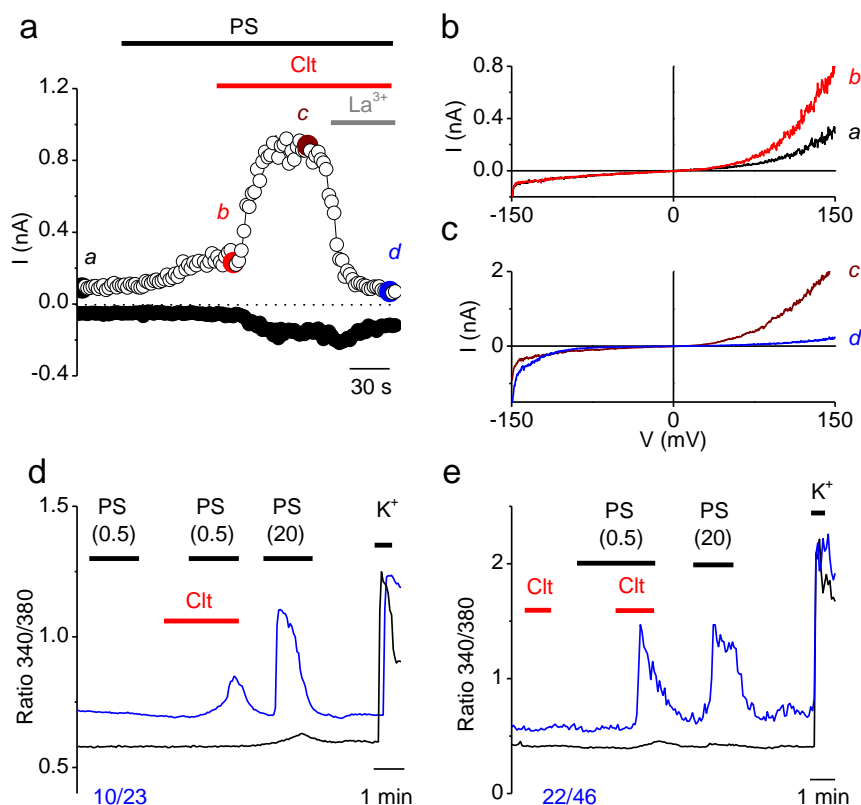 a
PS
Clt
La³⁺
1.2
0.8
0.4
0.0
-0.4
I (nA)
a
b
c
d
30 s
b
0.8
0.4
0.0
I (nA)
-150
0
150
b
a
c
2
0
I (nA)
-150
0
150
V (mV)
c
d
d
PS
(0.5)
PS
(0.5)
PS
(20)
K⁺
Clt
1.5
1.0
0.5
Ratio 340/380
10/23
1 min
e
PS
(0.5)
PS
(20)
K⁺
Clt
Clt
2
1
0
Ratio 340/380
22/46
1 min